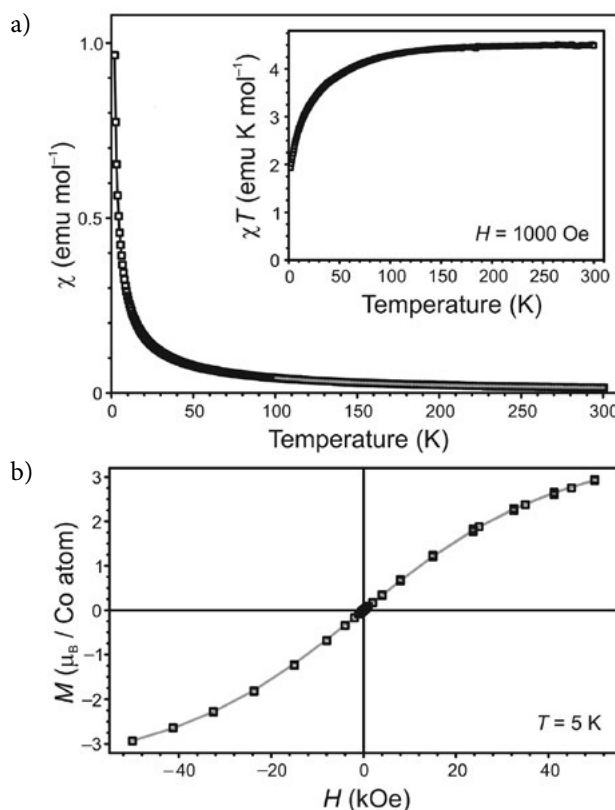 a)
χ (emu mol⁻¹)
1.0
0.5
0
0 50 100 150 200 250 300
Temperature (K)
χT (emu K mol⁻¹)
4
3
2
1
0
0 50 100 150 200 250 300
Temperature (K)
H = 1000 Oe
b)
M (μB / Co atom)
3
2
1
0
−1
−2
−3
−40 −20 0 20 40
H (kOe)
T = 5 K